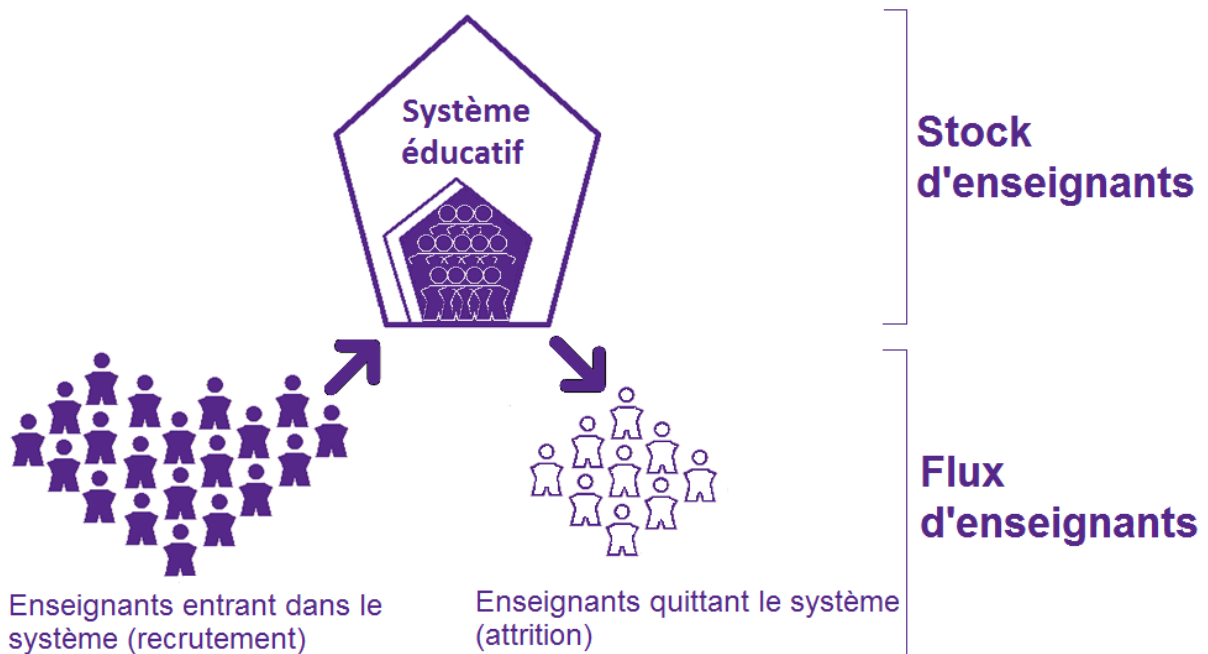 Système
éducatif
Stock
d'enseignants
Flux
d'enseignants
Enseignants entrant dans le
système (recrutement)
Enseignants quittant le système
(attrition)